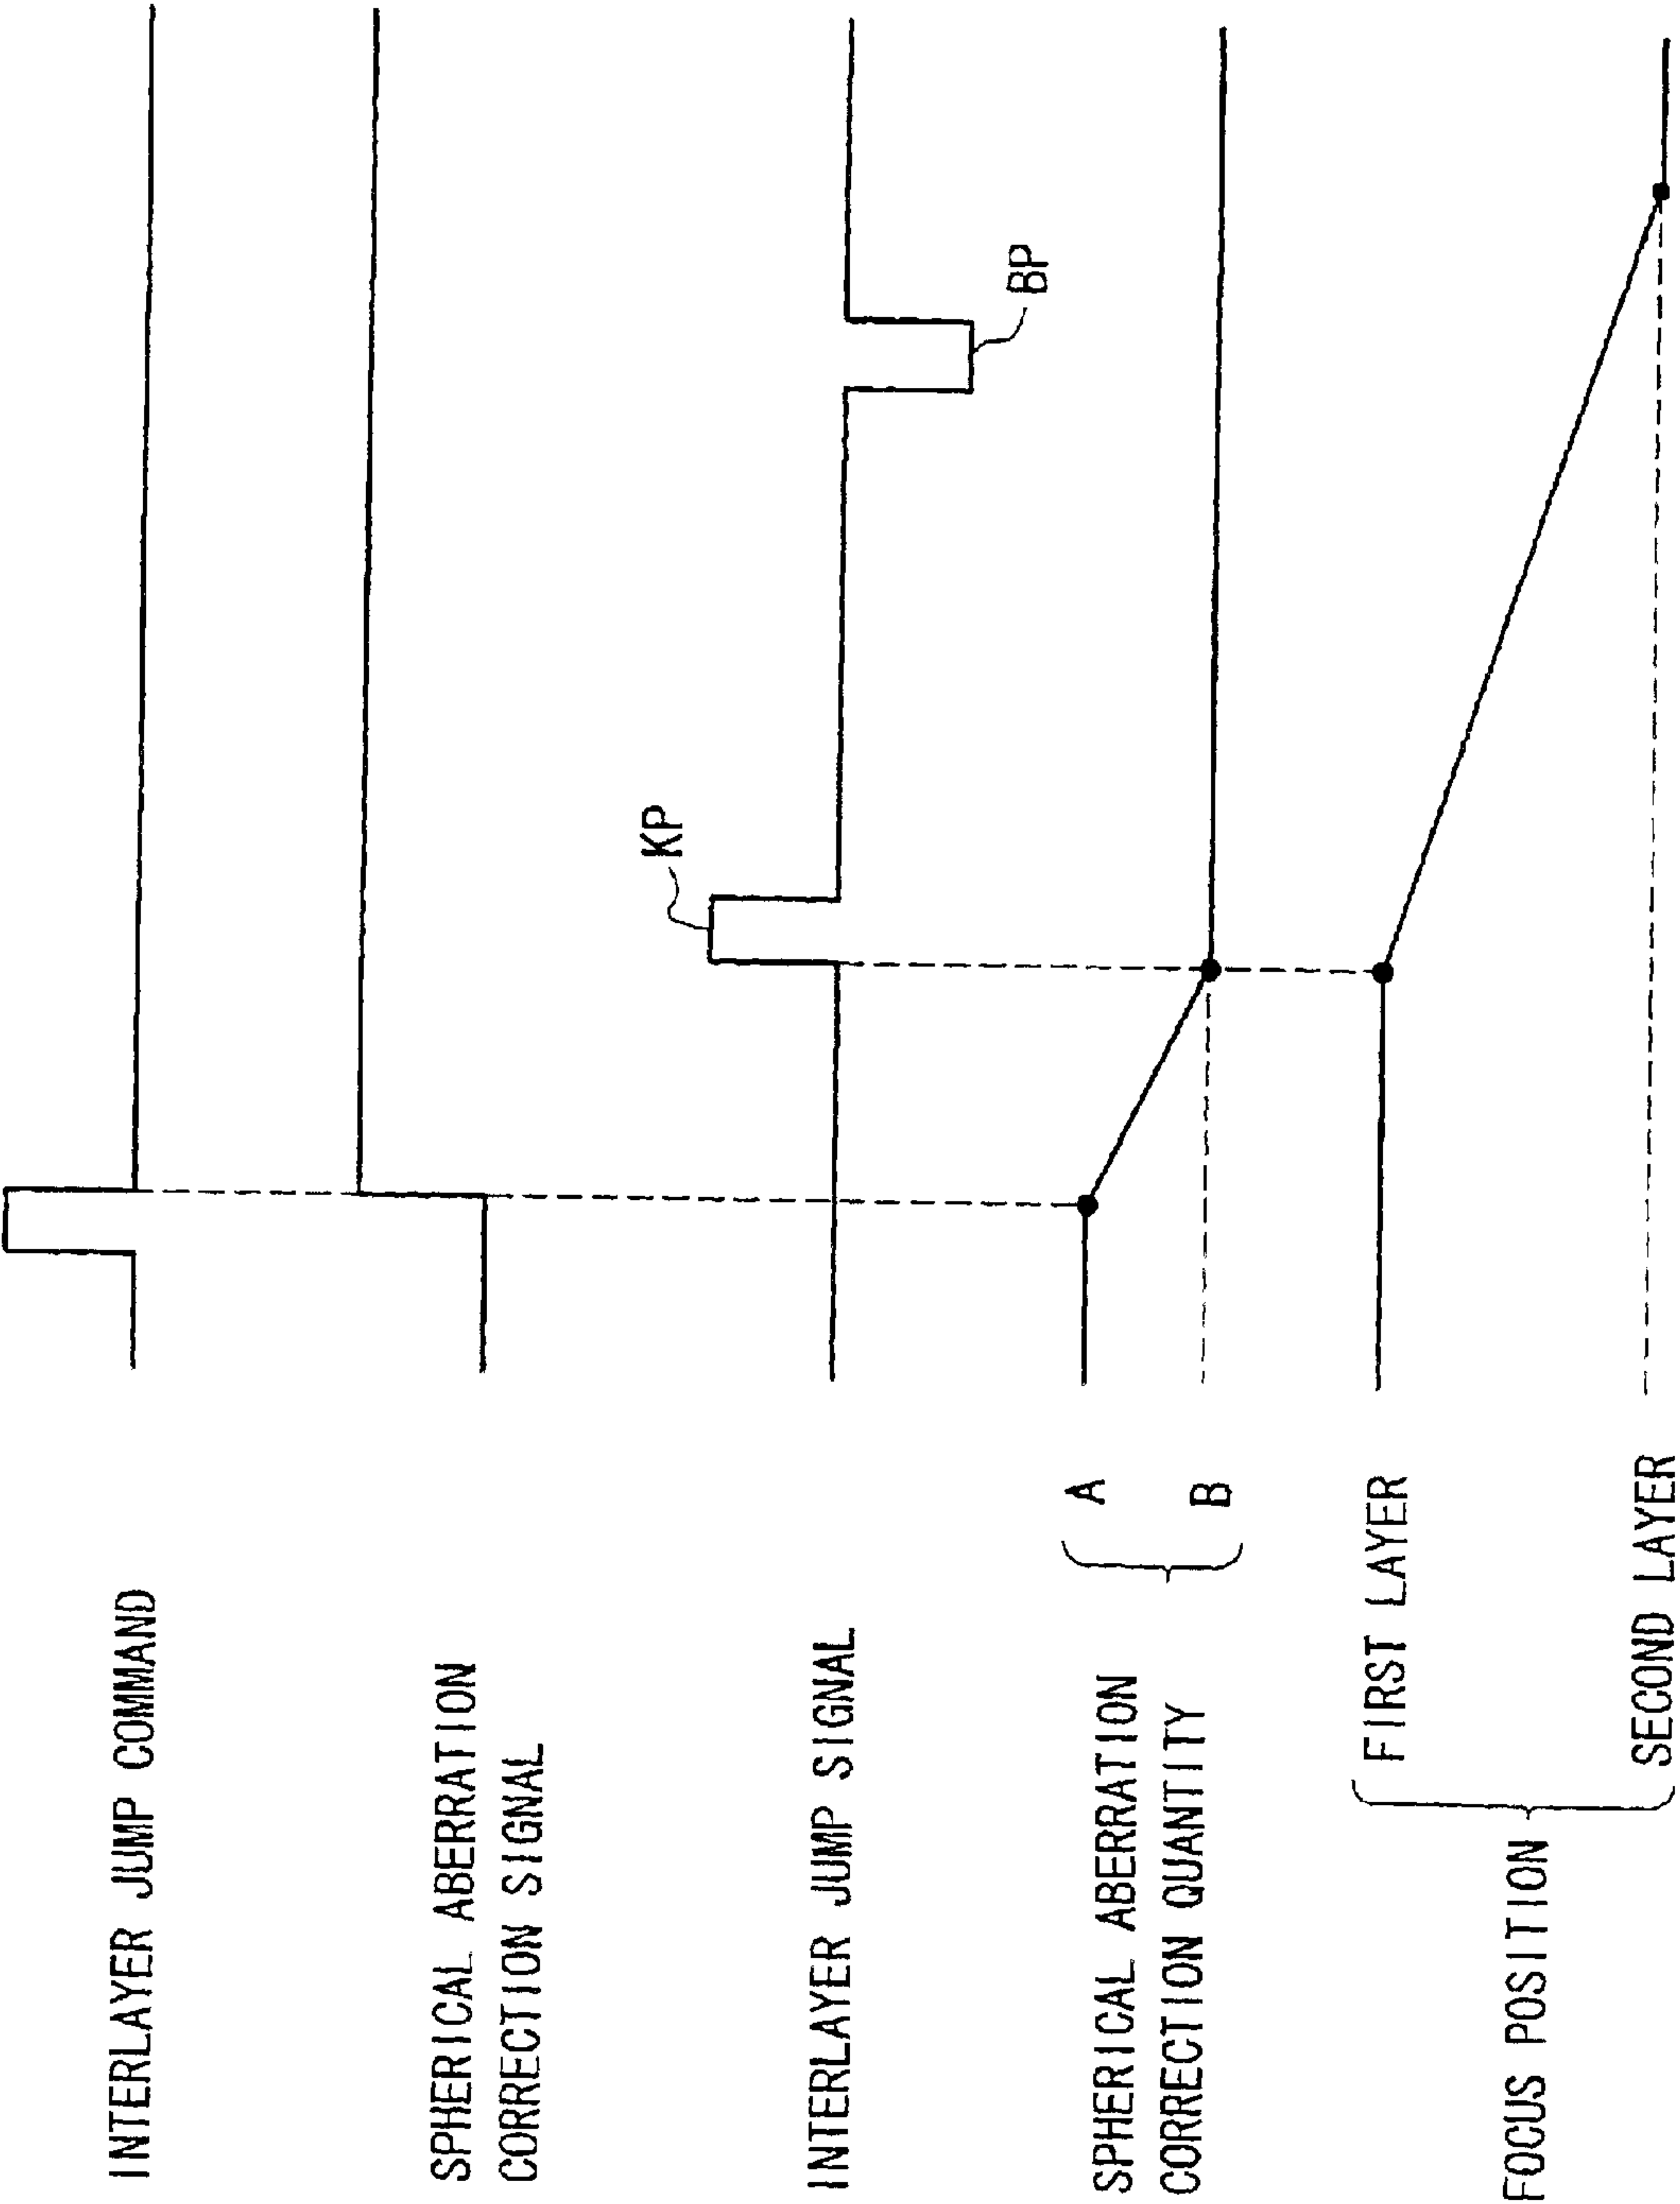 INTERLAYER JUMP COMMAND
SPHERICAL ABERRATION
CORRECTION SIGNAL
INTERLAYER JUMP SIGNAL
KP
BP
SPHERICAL ABERRATION
CORRECTION QUANTITY
A
B
FOCUS POSITION
FIRST LAYER
SECOND LAYER